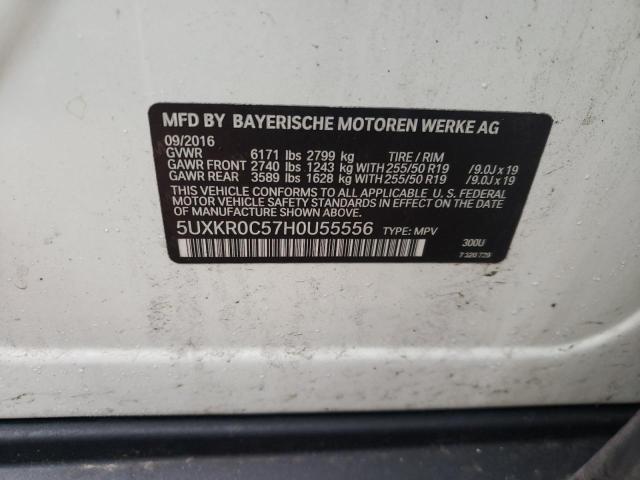 MFD BY BAYERISCHE MOTOREN WERKE AG
09/2016
GVWR 6171 lbs 2799 kg TIRE / RIM
GAWR FRONT 2740 lbs 1243 kg WITH 255/50 R19 /9.0J x 19
GAWR REAR 3589 lbs 1628 kg WITH 255/50 R19 /9.0J x 19
THIS VEHICLE CONFORMS TO ALL APPLICABLE U. S. FEDERAL
MOTOR VEHICLE SAFETY STANDARDS IN EFFECT ON THE
DATE OF MANUFACTURE SHOWN ABOVE.
5UXKR0C57H0U55556 TYPE: MPV 300U
7 320 729